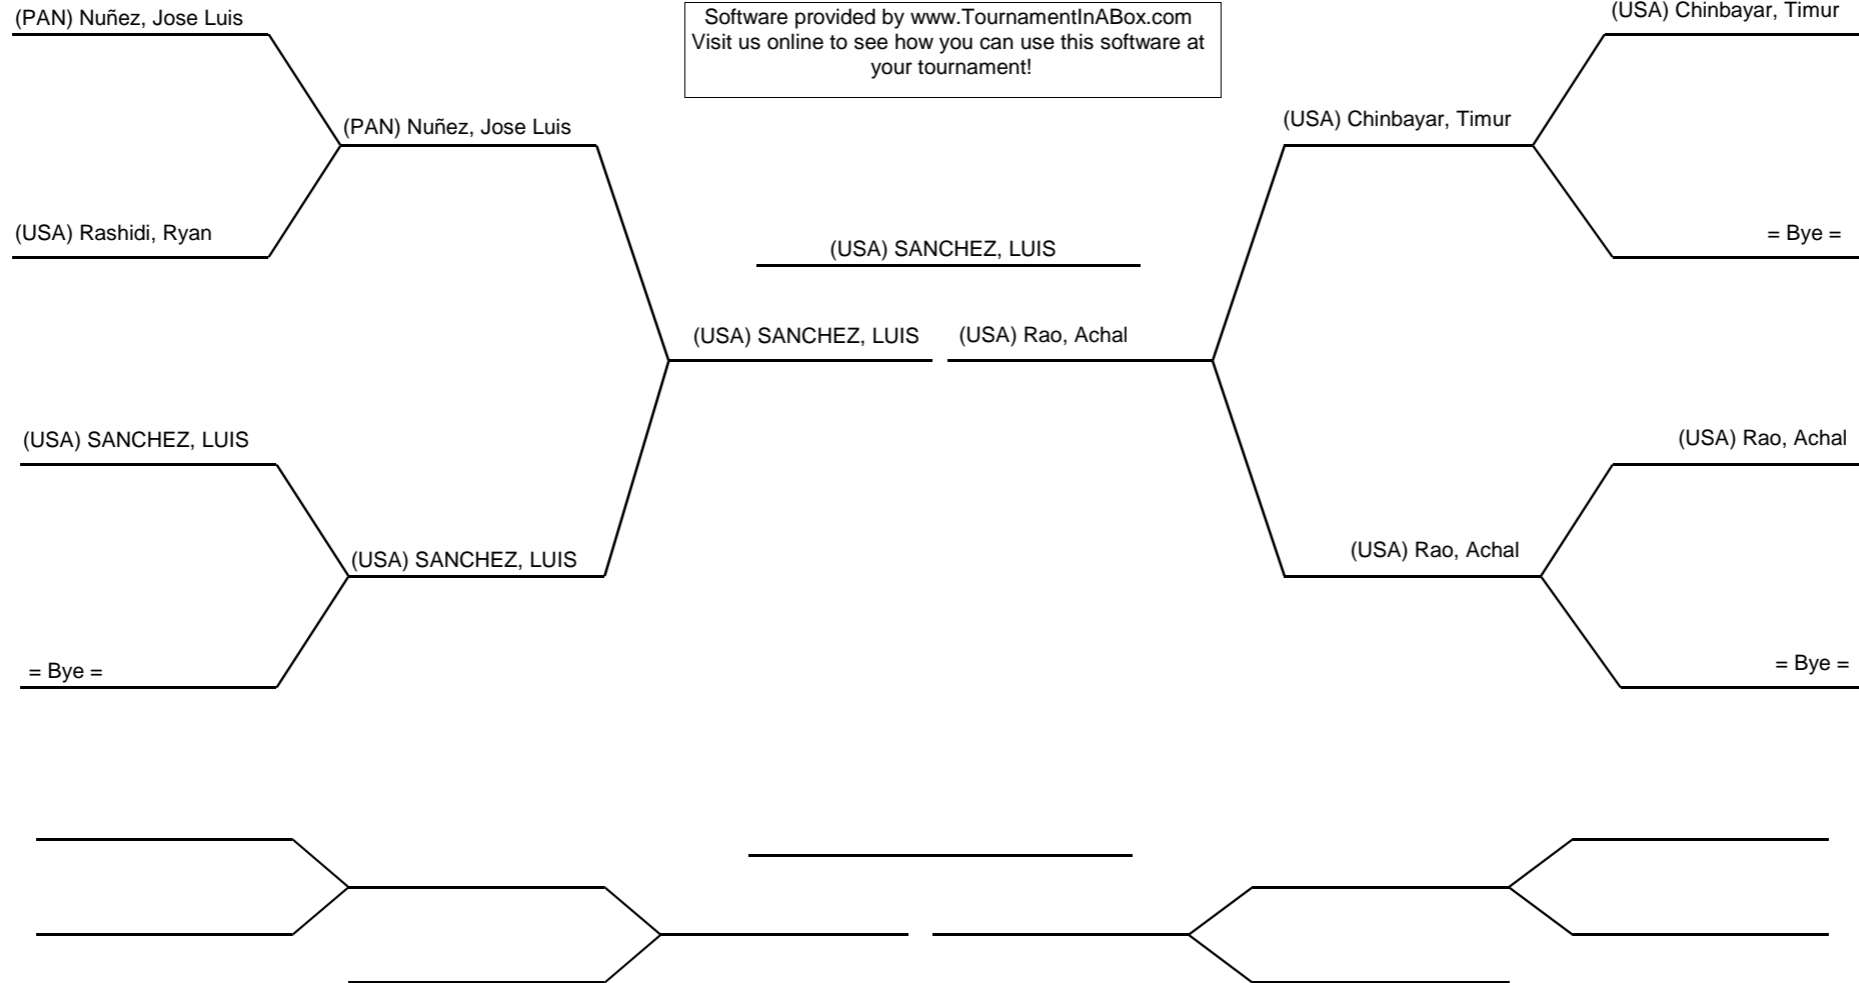 (PAN) Nuñez, Jose Luis
Software provided by www.TournamentInABox.com
Visit us online to see how you can use this software at
your tournament!
(USA) Chinbayar, Timur
(PAN) Nuñez, Jose Luis
(USA) Chinbayar, Timur
(USA) Rashidi, Ryan
(USA) SANCHEZ, LUIS
= Bye =
(USA) SANCHEZ, LUIS
(USA) Rao, Achal
(USA) SANCHEZ, LUIS
(USA) Rao, Achal
(USA) SANCHEZ, LUIS
(USA) Rao, Achal
= Bye =
= Bye =